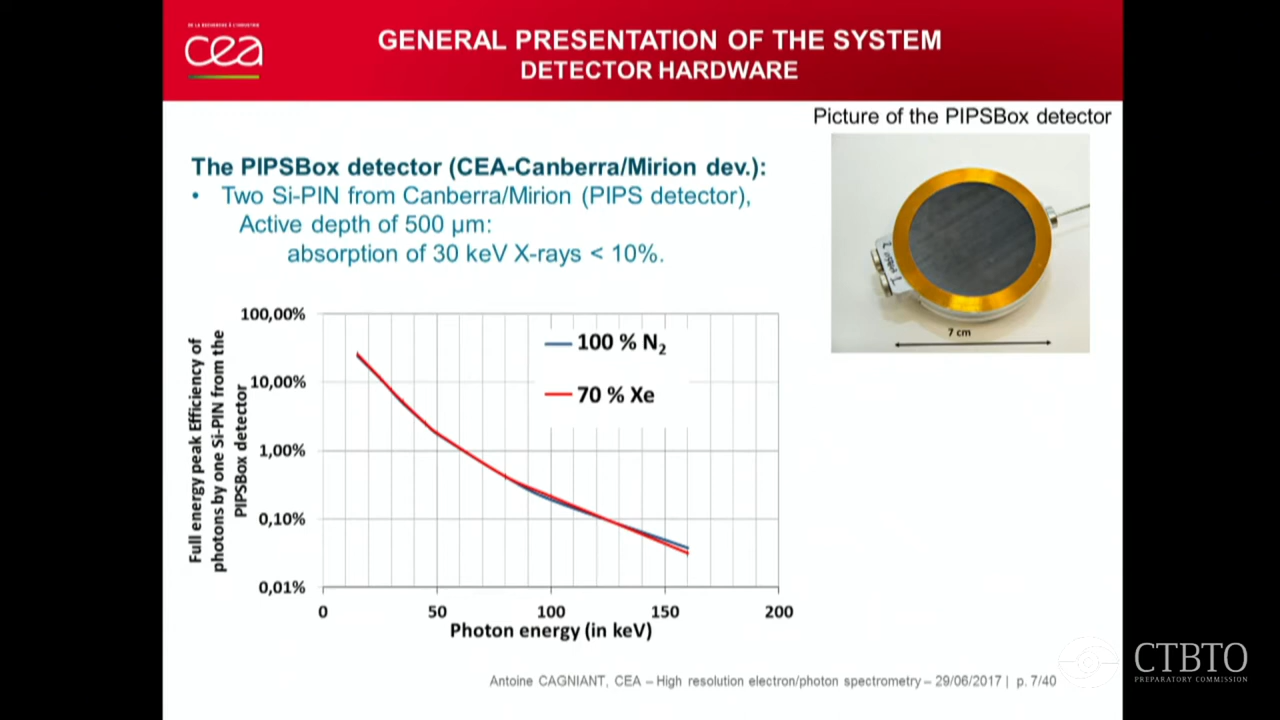 DE LA RECHERCHE À L'INDUSTRIE
cea
GENERAL PRESENTATION OF THE SYSTEM
DETECTOR HARDWARE
Picture of the PIPSBox detector
The PIPSBox detector (CEA-Canberra/Mirion dev.):
• Two Si-PIN from Canberra/Mirion (PIPS detector),
Active depth of 500 µm:
absorption of 30 keV X-rays < 10%.
7 cm
Full energy peak Efficiency of
photons by one Si-PIN from the
PIPSBox detector
100,00%
10,00%
1,00%
0,10%
0,01%
100 % N₂
70 % Xe
0 50 100 150 200
Photon energy (in keV)
Antoine CAGNIANT, CEA – High resolution electron/photon spectrometry – 29/06/2017 | p. 7/40
CTBTO
PREPARATORY COMMISSION